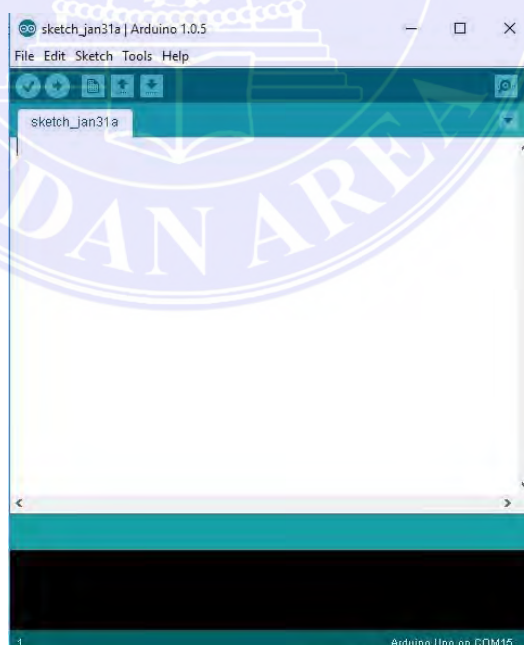 sketch_jan31a | Arduino 1.0.5
File Edit Sketch Tools Help
sketch_jan31a
DAN AREA
1
Arduino Uno on COM15